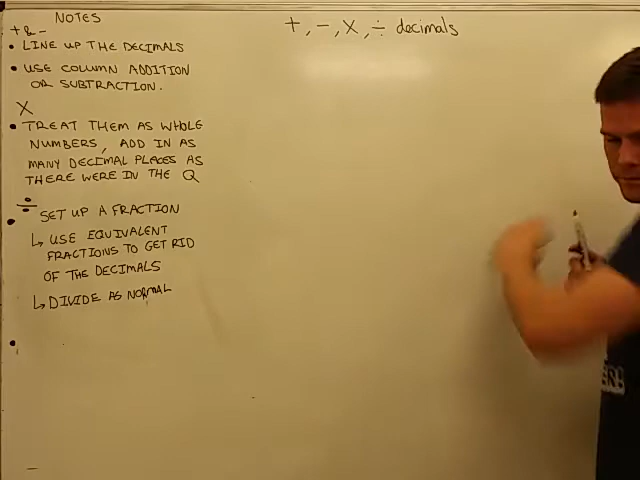 NOTES
+ & -
• LINE UP THE DECIMALS
• USE COLUMN ADDITION
OR SUBTRACTION.
X
• TREAT THEM AS WHOLE
NUMBERS, ADD IN AS
MANY DECIMAL PLACES AS
THERE WERE IN THE Q
÷
• SET UP A FRACTION
↳ USE EQUIVALENT
FRACTIONS TO GET RID
OF THE DECIMALS
↳ DIVIDE AS NORMAL
+, -, X, ÷ decimals